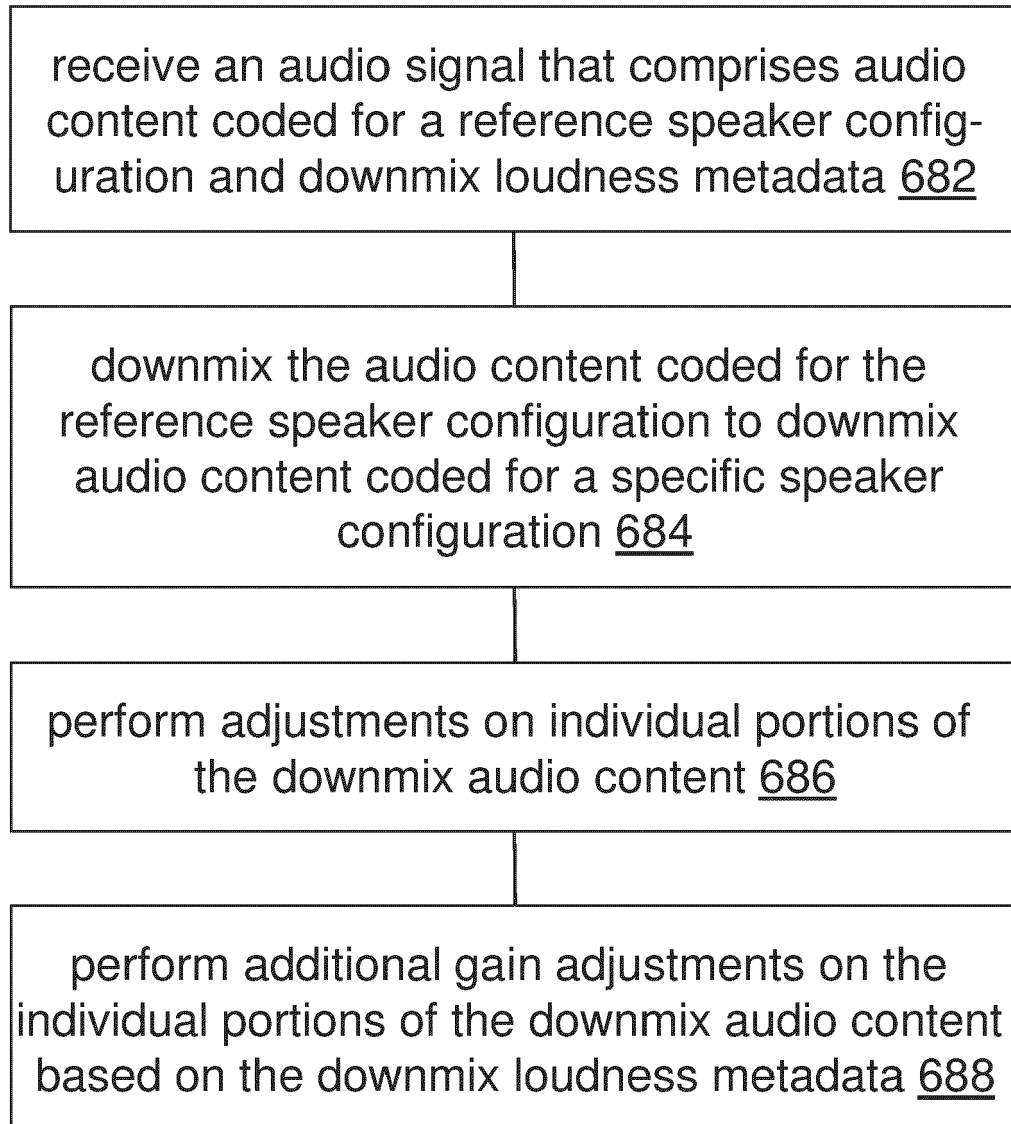 receive an audio signal that comprises audio
content coded for a reference speaker config-
uration and downmix loudness metadata 682
downmix the audio content coded for the
reference speaker configuration to downmix
audio content coded for a specific speaker
configuration 684
perform adjustments on individual portions of
the downmix audio content 686
perform additional gain adjustments on the
individual portions of the downmix audio content
based on the downmix loudness metadata 688